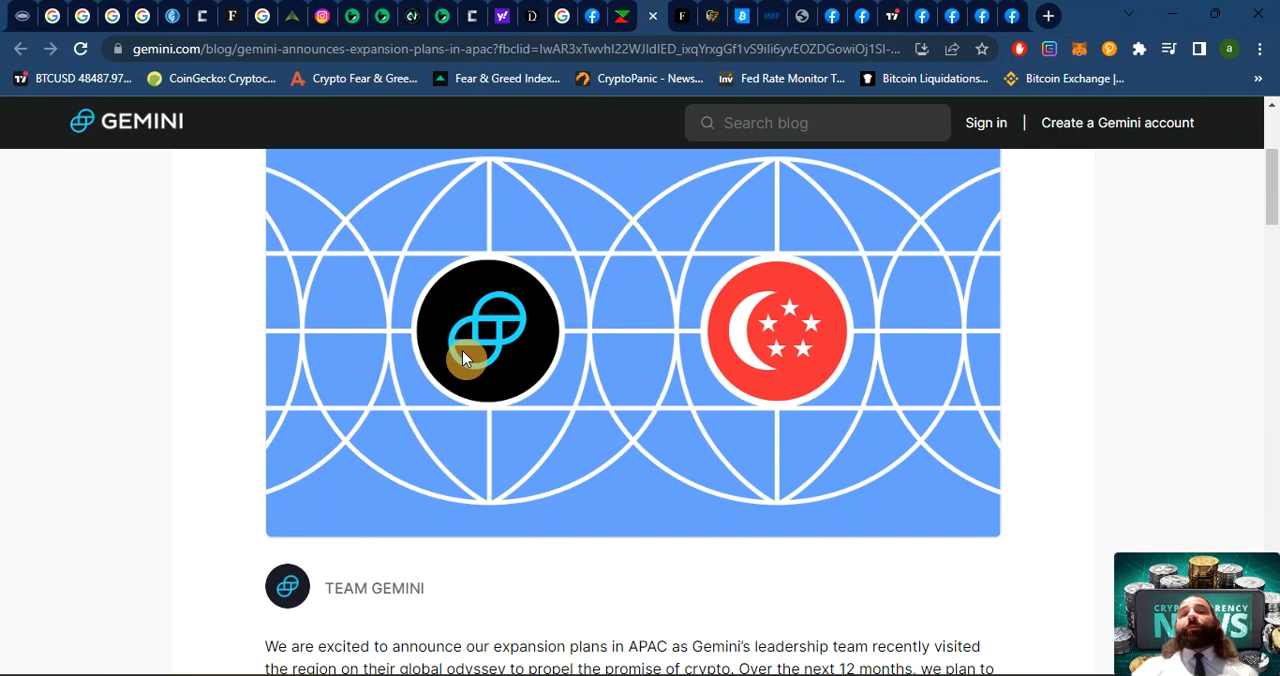 gemini.com/blog/gemini-announces-expansion-plans-in-apac?fbclid=IwAR3xTwvhI22WJIdIED_ixqYrxgGf1vS9iIi6yvEOZDGowiOj1SI-...
BTCUSD 48487.97...
CoinGecko: Cryptoc...
Crypto Fear & Gree...
Fear & Greed Index...
CryptoPanic - News...
Fed Rate Monitor T...
Bitcoin Liquidations...
Bitcoin Exchange |...
GEMINI
Search blog
Sign in
Create a Gemini account
TEAM GEMINI
We are excited to announce our expansion plans in APAC as Gemini's leadership team recently visited
the region on their global odyssey to propel the promise of crypto. Over the next 12 months, we plan to
NEWS